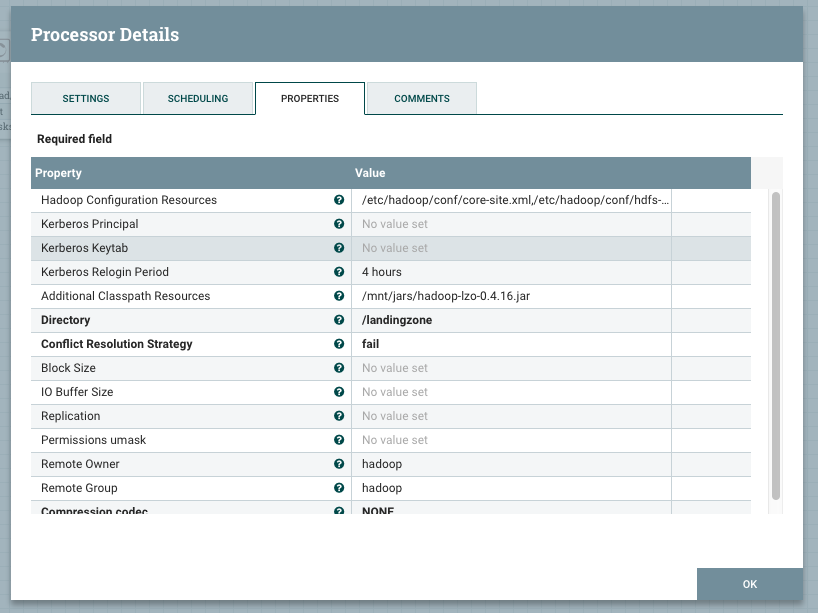 Processor Details
SETTINGS SCHEDULING PROPERTIES COMMENTS
Required field
Property Value
Hadoop Configuration Resources /etc/hadoop/conf/core-site.xml,/etc/hadoop/conf/hdfs-...
Kerberos Principal No value set
Kerberos Keytab No value set
Kerberos Relogin Period 4 hours
Additional Classpath Resources /mnt/jars/hadoop-lzo-0.4.16.jar
Directory /landingzone
Conflict Resolution Strategy fail
Block Size No value set
IO Buffer Size No value set
Replication No value set
Permissions umask No value set
Remote Owner hadoop
Remote Group hadoop
Compression codec NONE
OK